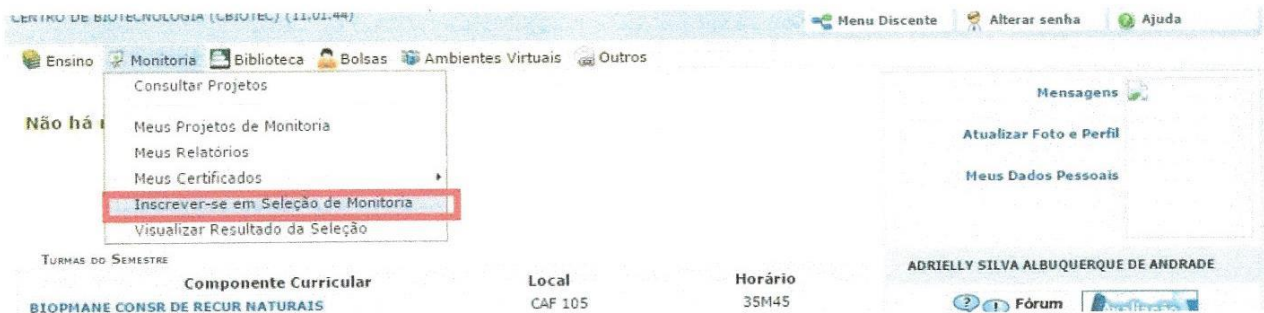 CENTRO DE BIOTECNOLOGIA (CBIOTEC) (11.01.44)
Menu Discente Alterar senha Ajuda
Ensino Monitoria Biblioteca Bolsas Ambientes Virtuais Outros
Consultar Projetos
Não há
Meus Projetos de Monitoria
Meus Relatórios
Meus Certificados
Inscrever-se em Seleção de Monitoria
Visualizar Resultado da Seleção
Mensagens
Atualizar Foto e Perfil
Meus Dados Pessoais
TURMAS DO SEMESTRE
Componente Curricular Local Horário
BIOPMANE CONSR DE RECUR NATURAIS CAF 105 35M45
ADRIELLY SILVA ALBUQUERQUE DE ANDRADE
Fórum Avaliação